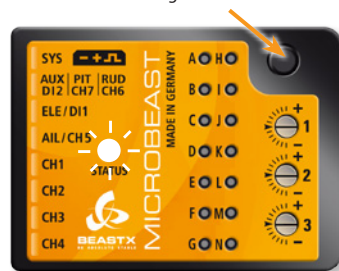 SYS - + ⎍
AUX DI2 | PIT CH7 | RUD CH6
ELE/DI1
AIL/CH5
CH1
STATUS
CH2
CH3
CH4
BEASTX
MICROBEAST
MADE IN GERMANY
A H
B I
C J
D K
E L
F M
G N
+ 1 -
+ 2 -
+ 3 -